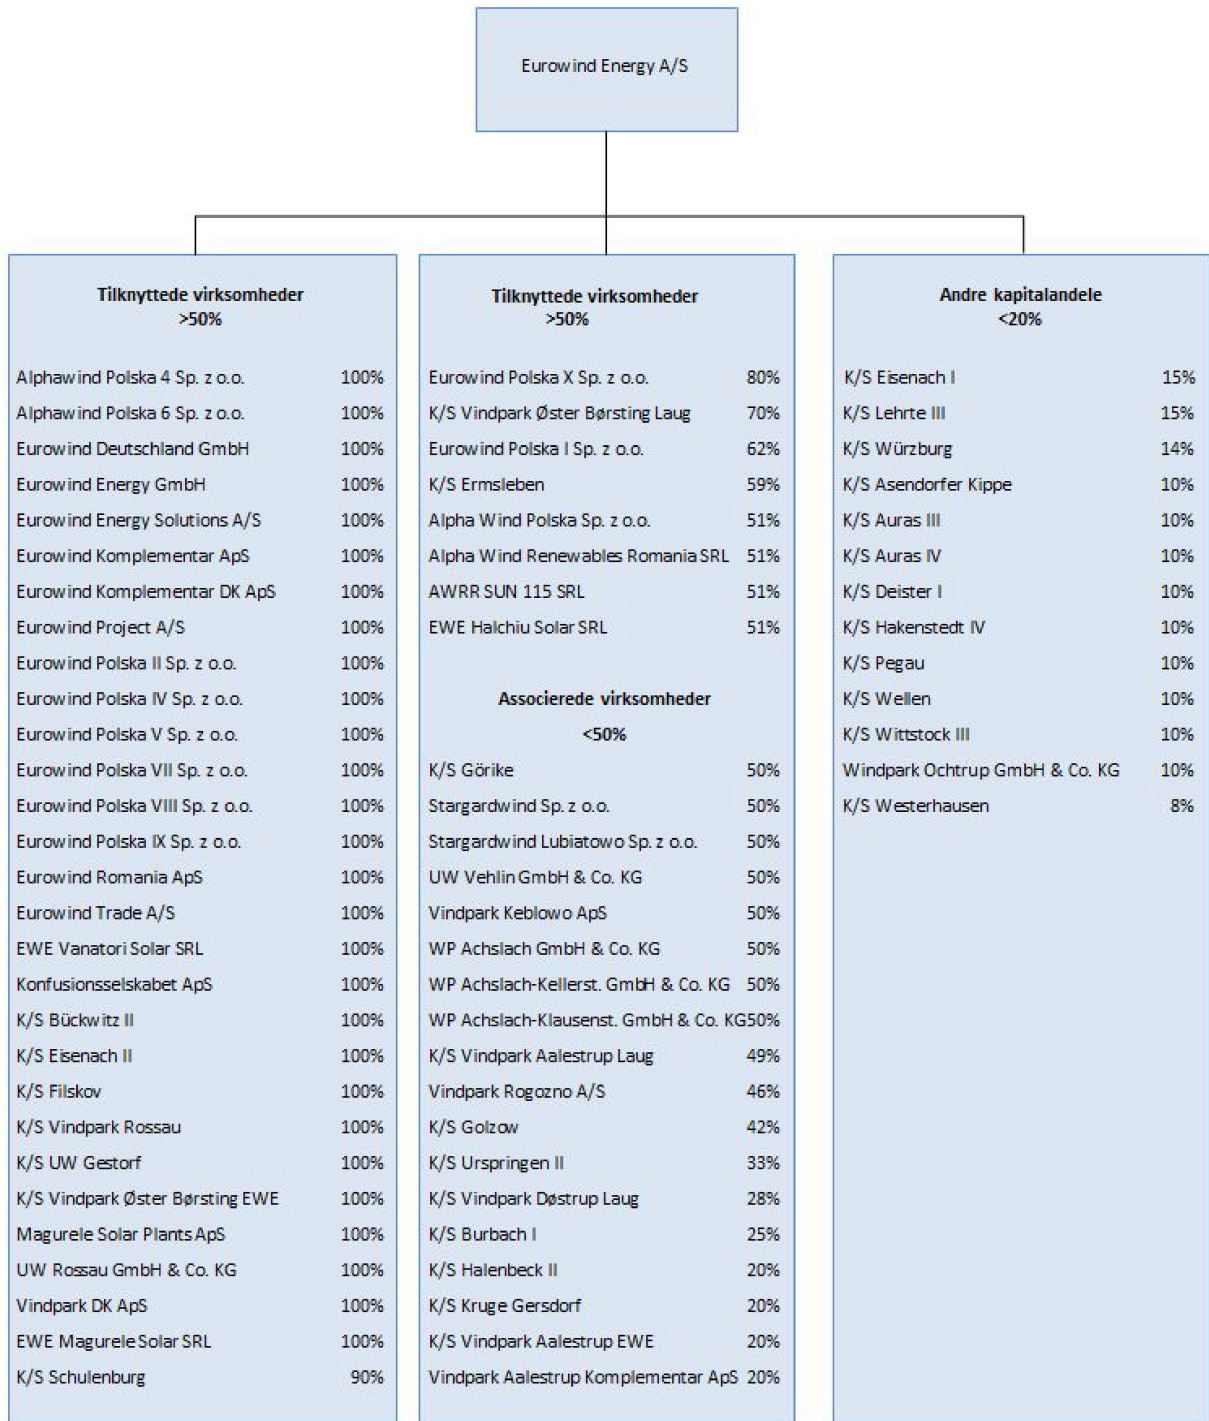 Eurowind Energy A/S
Tilknyttede virksomheder
>50%
Alphawind Polska 4 Sp. z o.o. 100%
Alphawind Polska 6 Sp. z o.o. 100%
Eurowind Deutschland GmbH 100%
Eurowind Energy GmbH 100%
Eurowind Energy Solutions A/S 100%
Eurowind Komplementar ApS 100%
Eurowind Komplementar DK ApS 100%
Eurowind Project A/S 100%
Eurowind Polska II Sp. z o.o. 100%
Eurowind Polska IV Sp. z o.o. 100%
Eurowind Polska V Sp. z o.o. 100%
Eurowind Polska VII Sp. z o.o. 100%
Eurowind Polska VIII Sp. z o.o. 100%
Eurowind Polska IX Sp. z o.o. 100%
Eurowind Romania ApS 100%
Eurowind Trade A/S 100%
EWE Vanatori Solar SRL 100%
Konfusionsselskabet ApS 100%
K/S Bückwitz II 100%
K/S Eisenach II 100%
K/S Filskov 100%
K/S Vindpark Rossau 100%
K/S UW Gestorf 100%
K/S Vindpark Øster Børsting EWE 100%
Magurele Solar Plants ApS 100%
UW Rossau GmbH & Co. KG 100%
Vindpark DK ApS 100%
EWE Magurele Solar SRL 100%
K/S Schulenburg 90%
Tilknyttede virksomheder
>50%
Eurowind Polska X Sp. z o.o. 80%
K/S Vindpark Øster Børsting Laug 70%
Eurowind Polska I Sp. z o.o. 62%
K/S Ermsleben 59%
Alpha Wind Polska Sp. z o.o. 51%
Alpha Wind Renewables Romania SRL 51%
AWRR SUN 115 SRL 51%
EWE Halchiu Solar SRL 51%
Associerede virksomheder
<50%
K/S Görike 50%
Stargardwind Sp. z o.o. 50%
Stargardwind Lubiatowo Sp. z o.o. 50%
UW Vehlin GmbH & Co. KG 50%
Vindpark Keblowo ApS 50%
WP Achslach GmbH & Co. KG 50%
WP Achslach-Kellerst. GmbH & Co. KG 50%
WP Achslach-Klausenst. GmbH & Co. KG50%
K/S Vindpark Aalestrup Laug 49%
Vindpark Rogozno A/S 46%
K/S Golzow 42%
K/S Urspringen II 33%
K/S Vindpark Døstrup Laug 28%
K/S Burbach I 25%
K/S Halenbeck II 20%
K/S Kruge Gersdorf 20%
K/S Vindpark Aalestrup EWE 20%
Vindpark Aalestrup Komplementar ApS 20%
Andre kapitalandele
<20%
K/S Eisenach I 15%
K/S Lehrte III 15%
K/S Würzburg 14%
K/S Asendorfer Kippe 10%
K/S Auras III 10%
K/S Auras IV 10%
K/S Deister I 10%
K/S Hakenstedt IV 10%
K/S Pegau 10%
K/S Wellen 10%
K/S Wittstock III 10%
Windpark Ochtrup GmbH & Co. KG 10%
K/S Westerhausen 8%